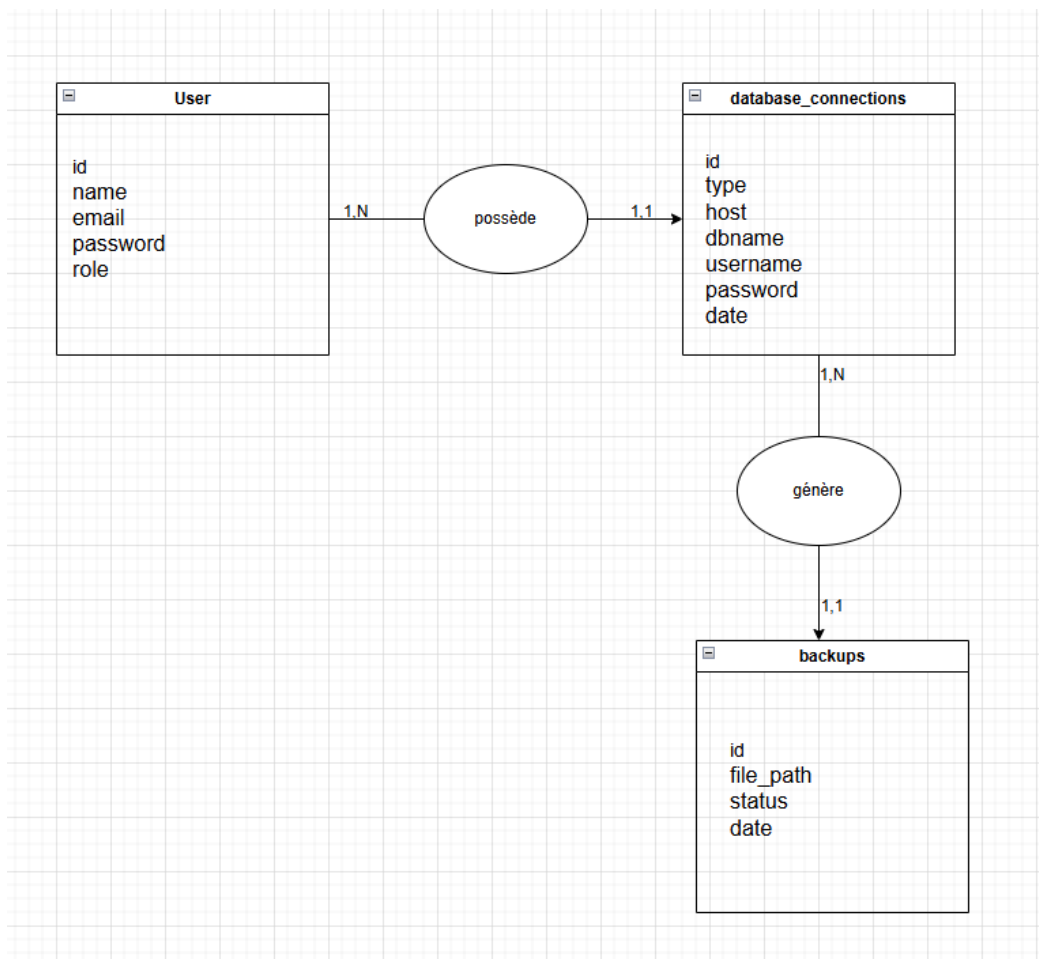 User
id
name
email
password
role
1,N
possède
1,1
database_connections
id
type
host
dbname
username
password
date
1,N
génère
1,1
backups
id
file_path
status
date